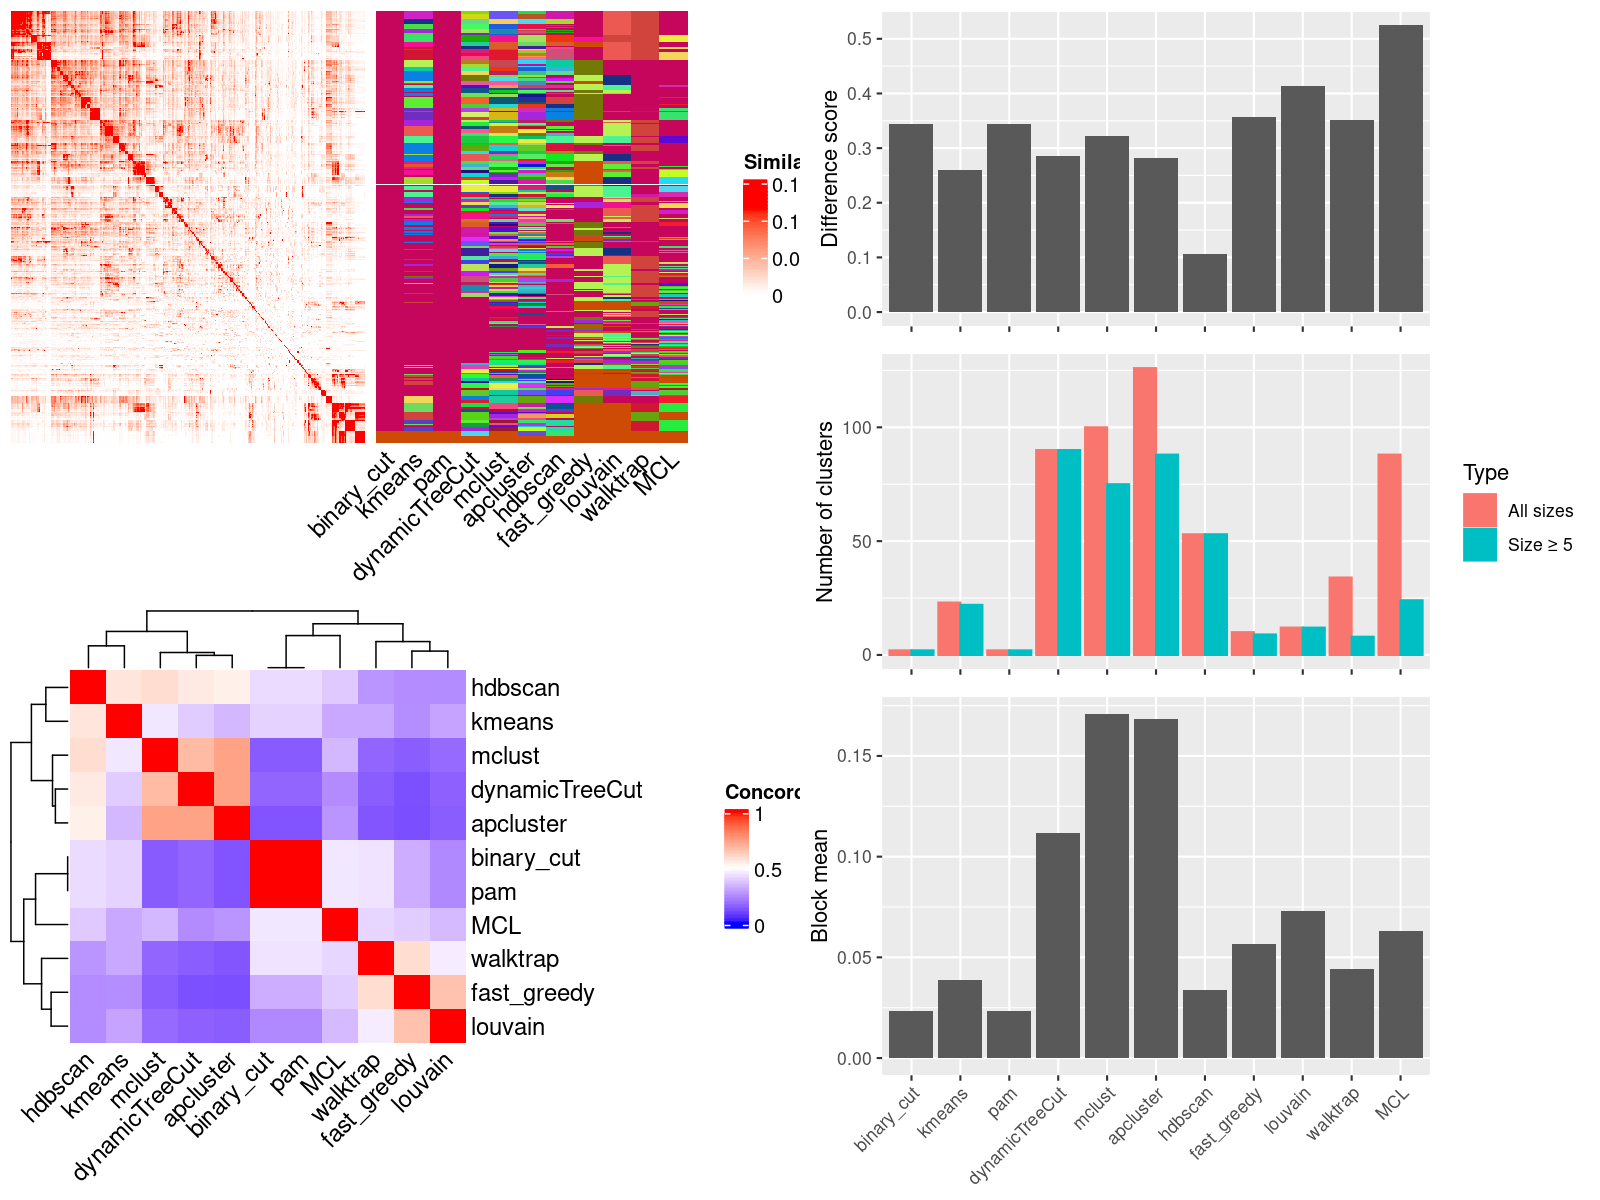 Simila
0.1
0.1
0.0
0
binary_cut
kmeans
pam
dynamicTreeCut
mclust
apcluster
hdbscan
fast_greedy
louvain
walktrap
MCL
hdbscan
kmeans
mclust
dynamicTreeCut
apcluster
binary_cut
pam
MCL
walktrap
fast_greedy
louvain
hdbscan
kmeans
mclust
dynamicTreeCut
apcluster
binary_cut
pam
MCL
walktrap
fast_greedy
louvain
Concord
1
0.5
0
Difference score
0.5
0.4
0.3
0.2
0.1
0.0
Number of clusters
100
50
0
Type
All sizes
Size ≥ 5
Block mean
0.15
0.10
0.05
0.00
binary_cut
kmeans
pam
dynamicTreeCut
mclust
apcluster
hdbscan
fast_greedy
louvain
walktrap
MCL